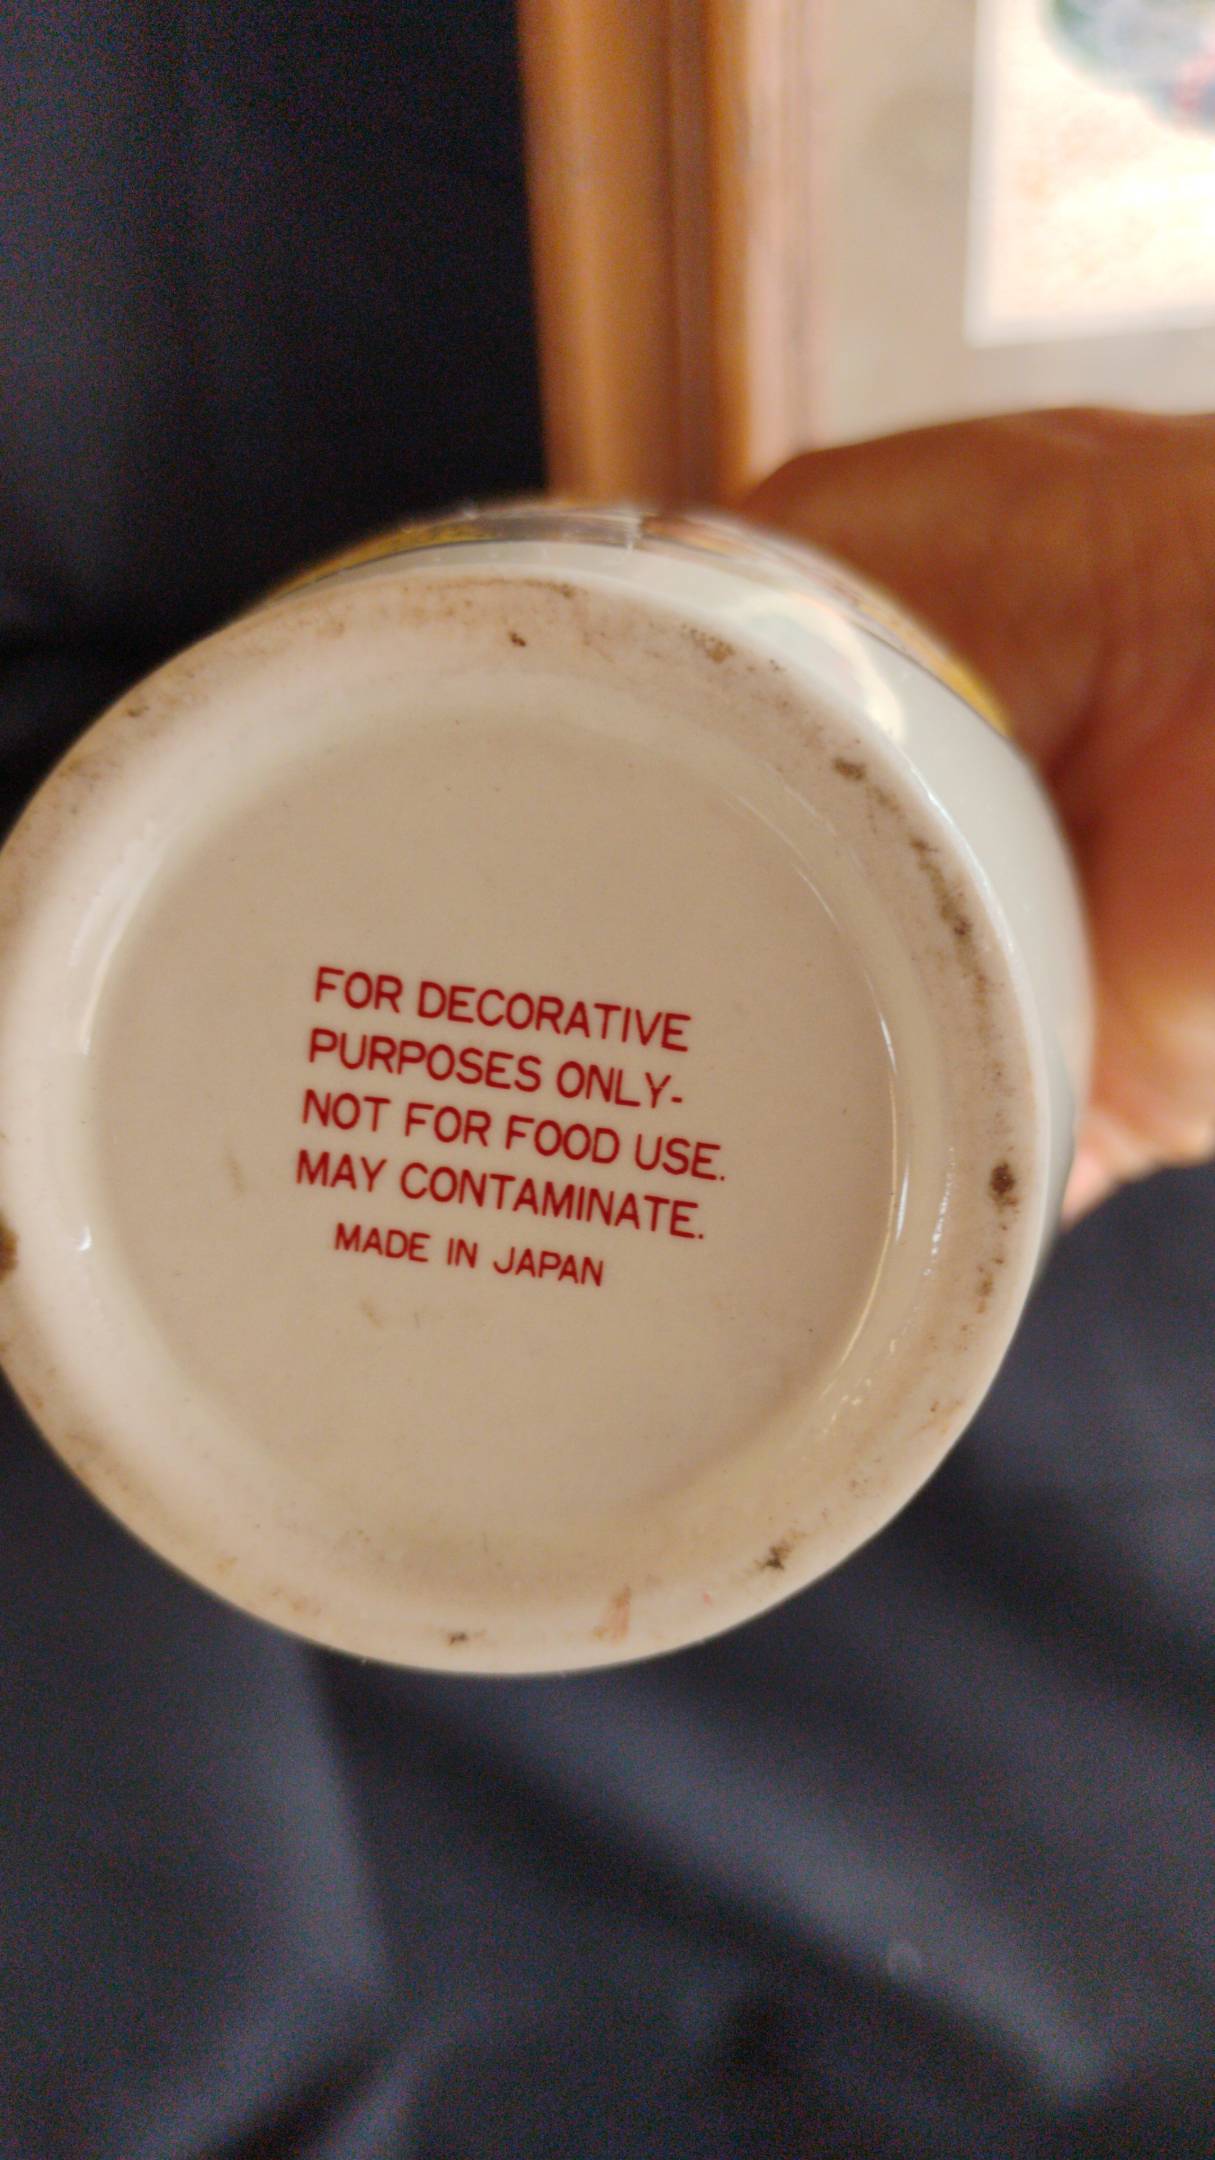 FOR DECORATIVE
PURPOSES ONLY-
NOT FOR FOOD USE.
MAY CONTAMINATE.
MADE IN JAPAN